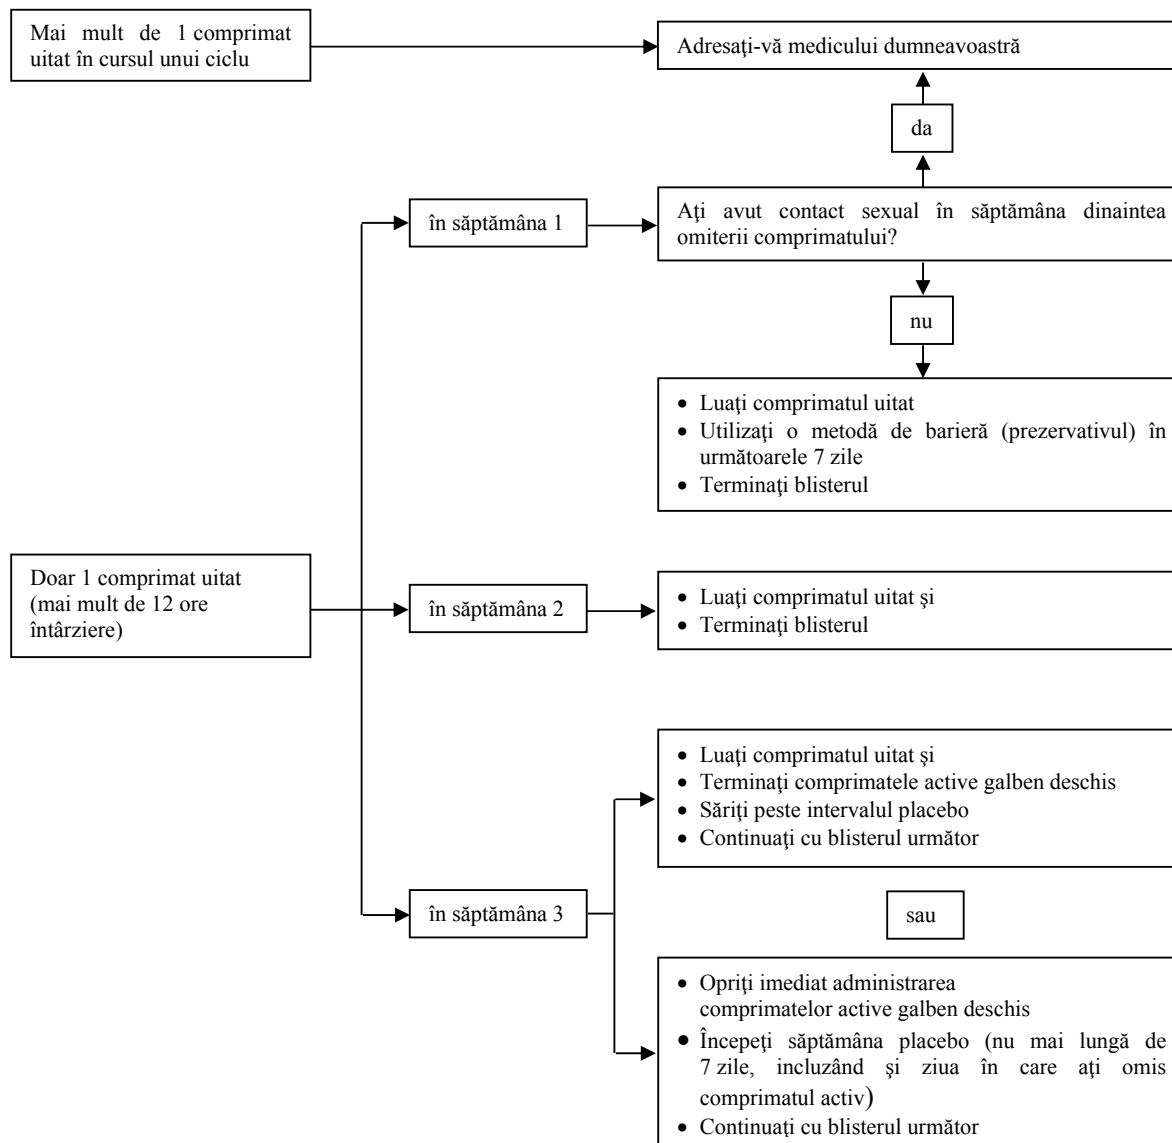 Mai mult de 1 comprimat
uitat în cursul unui ciclu
Adresaţi-vă medicului dumneavoastră
da
în săptămâna 1
Aţi avut contact sexual în săptămâna dinaintea
omiterii comprimatului?
nu
• Luaţi comprimatul uitat
• Utilizaţi o metodă de barieră (prezervativul) în
următoarele 7 zile
• Terminaţi blisterul
Doar 1 comprimat uitat
(mai mult de 12 ore
întârziere)
în săptămâna 2
• Luaţi comprimatul uitat şi
• Terminaţi blisterul
• Luaţi comprimatul uitat şi
• Terminaţi comprimatele active galben deschis
• Săriţi peste intervalul placebo
• Continuaţi cu blisterul următor
în săptămâna 3
sau
• Opriţi imediat administrarea
comprimatelor active galben deschis
• Începeţi săptămâna placebo (nu mai lungă de
7 zile, incluzând şi ziua în care aţi omis
comprimatul activ)
• Continuaţi cu blisterul următor